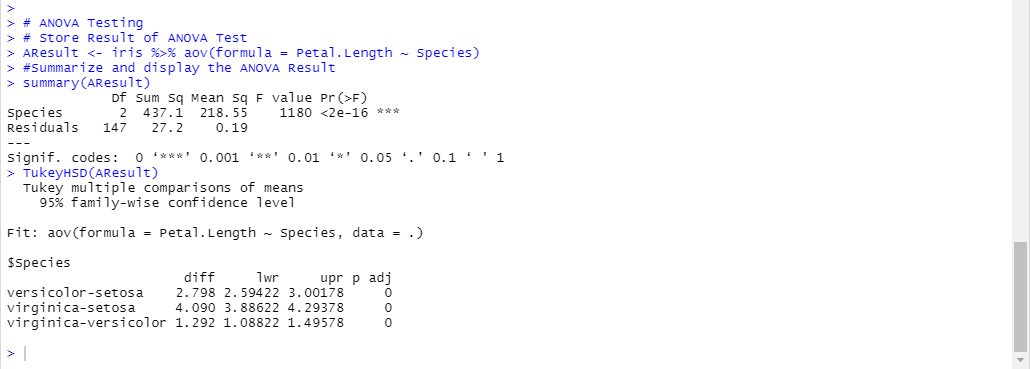 >
> # ANOVA Testing
> # Store Result of ANOVA Test
> AResult <- iris %>% aov(formula = Petal.Length ~ Species)
> #Summarize and display the ANOVA Result
> summary(AResult)
             Df Sum Sq Mean Sq F value Pr(>F)
Species       2  437.1  218.55    1180 <2e-16 ***
Residuals   147   27.2    0.19
---
Signif. codes:  0 ‘***’ 0.001 ‘**’ 0.01 ‘*’ 0.05 ‘.’ 0.1 ‘ ’ 1
> TukeyHSD(AResult)
  Tukey multiple comparisons of means
    95% family-wise confidence level

Fit: aov(formula = Petal.Length ~ Species, data = .)

$Species
                      diff     lwr     upr p adj
versicolor-setosa    2.798 2.59422 3.00178     0
virginica-setosa     4.090 3.88622 4.29378     0
virginica-versicolor 1.292 1.08822 1.49578     0

>